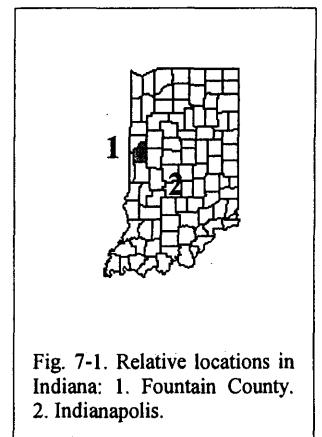 1
2
Fig. 7-1. Relative locations in
Indiana: 1. Fountain County.
2. Indianapolis.